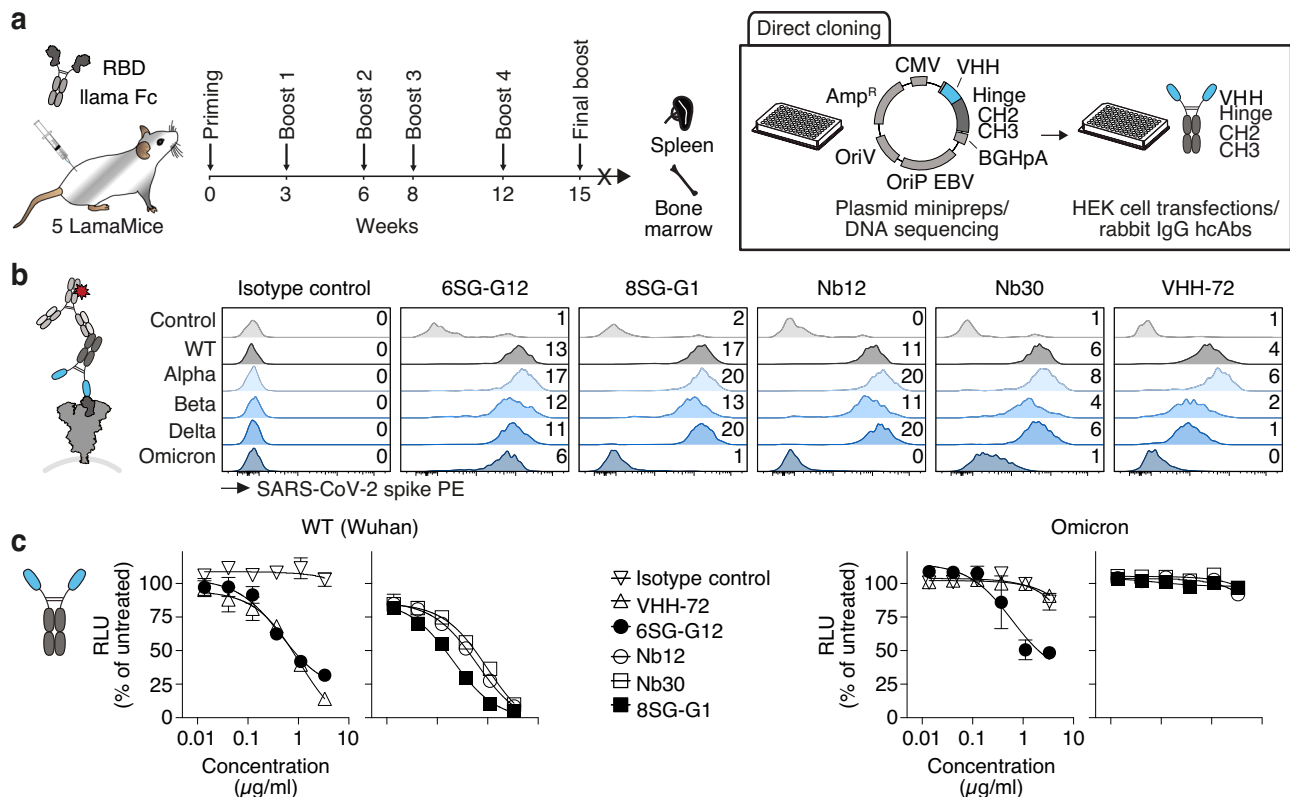 a
RBD
llama Fc
5 LamaMice
Priming
Boost 1
Boost 2
Boost 3
Boost 4
Final boost
0
3
6
8
12
15
X
Weeks
Spleen
Bone
marrow
Direct cloning
CMV
VHH
Hinge
CH2
CH3
BGHpA
OriP EBV
OriV
AmpR
Plasmid minipreps/
DNA sequencing
VHH
Hinge
CH2
CH3
HEK cell transfections/
rabbit IgG hcAbs
b
Isotype control 6SG-G12 8SG-G1 Nb12 Nb30 VHH-72
Control 0 1 2 0 1 1
WT 0 13 17 11 6 4
Alpha 0 17 20 20 8 6
Beta 0 12 13 11 4 2
Delta 0 11 20 20 6 1
Omicron 0 6 1 0 1 0
SARS-CoV-2 spike PE
c
WT (Wuhan)
RLU
(% of untreated)
100
75
50
25
0
0.01 0.1 1 10
Concentration
(µg/ml)
Isotype control
VHH-72
6SG-G12
Nb12
Nb30
8SG-G1
Omicron
RLU
(% of untreated)
100
75
50
25
0
0.01 0.1 1 10
Concentration
(µg/ml)